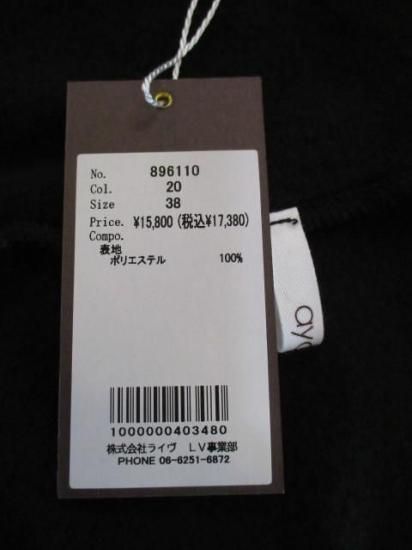 No. 896110
Col. 20
Size 38
Price. ¥15,800(税込¥17,380)
Compo.
表地
ポリエステル 100%
1000000403480
株式会社ライヴ LV事業部
PHONE 06-6251-6872